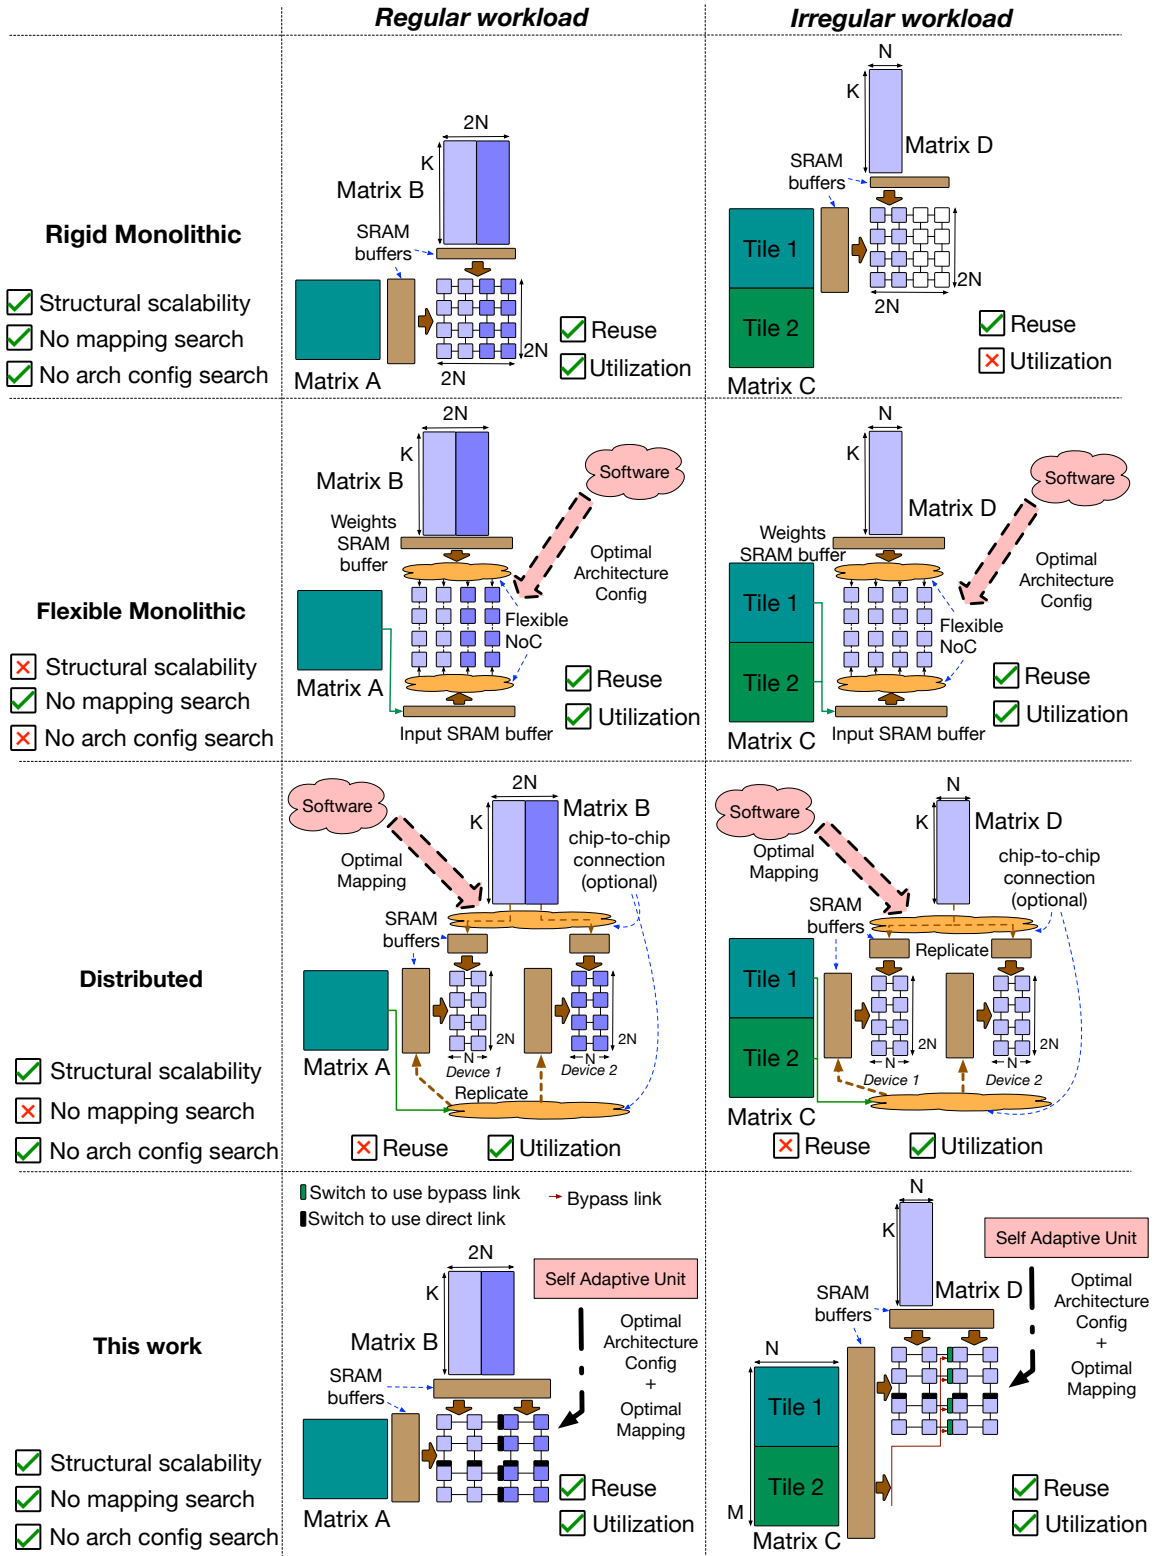 Regular workload
Irregular workload
Rigid Monolithic
Structural scalability
No mapping search
No arch config search
2N
K
Matrix B
SRAM
buffers
2N
2N
Matrix A
Reuse
Utilization
N
K
Matrix D
SRAM
buffers
Tile 1
Tile 2
2N
2N
Matrix C
Reuse
Utilization
Flexible Monolithic
Structural scalability
No mapping search
No arch config search
2N
K
Matrix B
Software
Weights
SRAM
buffer
Optimal
Architecture
Config
Flexible
NoC
Matrix A
Reuse
Utilization
Input SRAM buffer
N
K
Matrix D
Software
Weights
SRAM buffer
Optimal
Architecture
Config
Tile 1
Tile 2
Flexible
NoC
Matrix C
Reuse
Utilization
Input SRAM buffer
Distributed
Structural scalability
No mapping search
No arch config search
Software
2N
K
Matrix B
Optimal
Mapping
chip-to-chip
connection
(optional)
SRAM
buffers
2N
2N
N
N
Device 1
Device 2
Matrix A
Replicate
Reuse
Utilization
Software
N
K
Matrix D
Optimal
Mapping
chip-to-chip
connection
(optional)
SRAM
buffers
Replicate
Tile 1
Tile 2
2N
2N
N
N
Device 1
Device 2
Matrix C
Reuse
Utilization
This work
Structural scalability
No mapping search
No arch config search
Switch to use bypass link
Bypass link
Switch to use direct link
2N
K
Matrix B
Self Adaptive Unit
Optimal
Architecture
Config
+
Optimal
Mapping
SRAM
buffers
Matrix A
Reuse
Utilization
N
K
Matrix D
Self Adaptive Unit
Optimal
Architecture
Config
+
Optimal
Mapping
SRAM
buffers
N
Tile 1
Tile 2
M
Matrix C
Reuse
Utilization